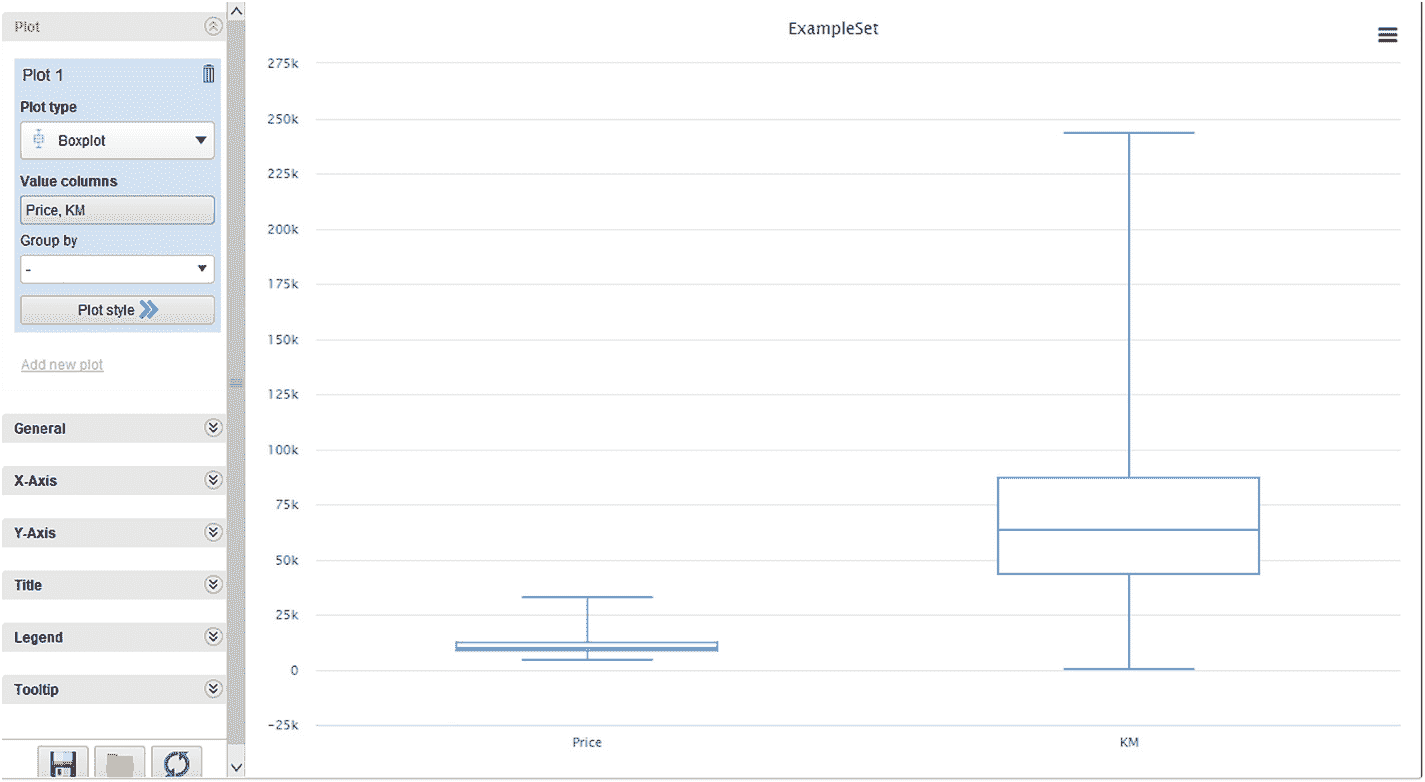 Plot
Plot 1
Plot type
Boxplot
Value columns
Price, KM
Group by
-
Plot style
Add new plot
General
X-Axis
Y-Axis
Title
Legend
Tooltip
ExampleSet
275k
250k
225k
200k
175k
150k
125k
100k
75k
50k
25k
0
-25k
Price
KM